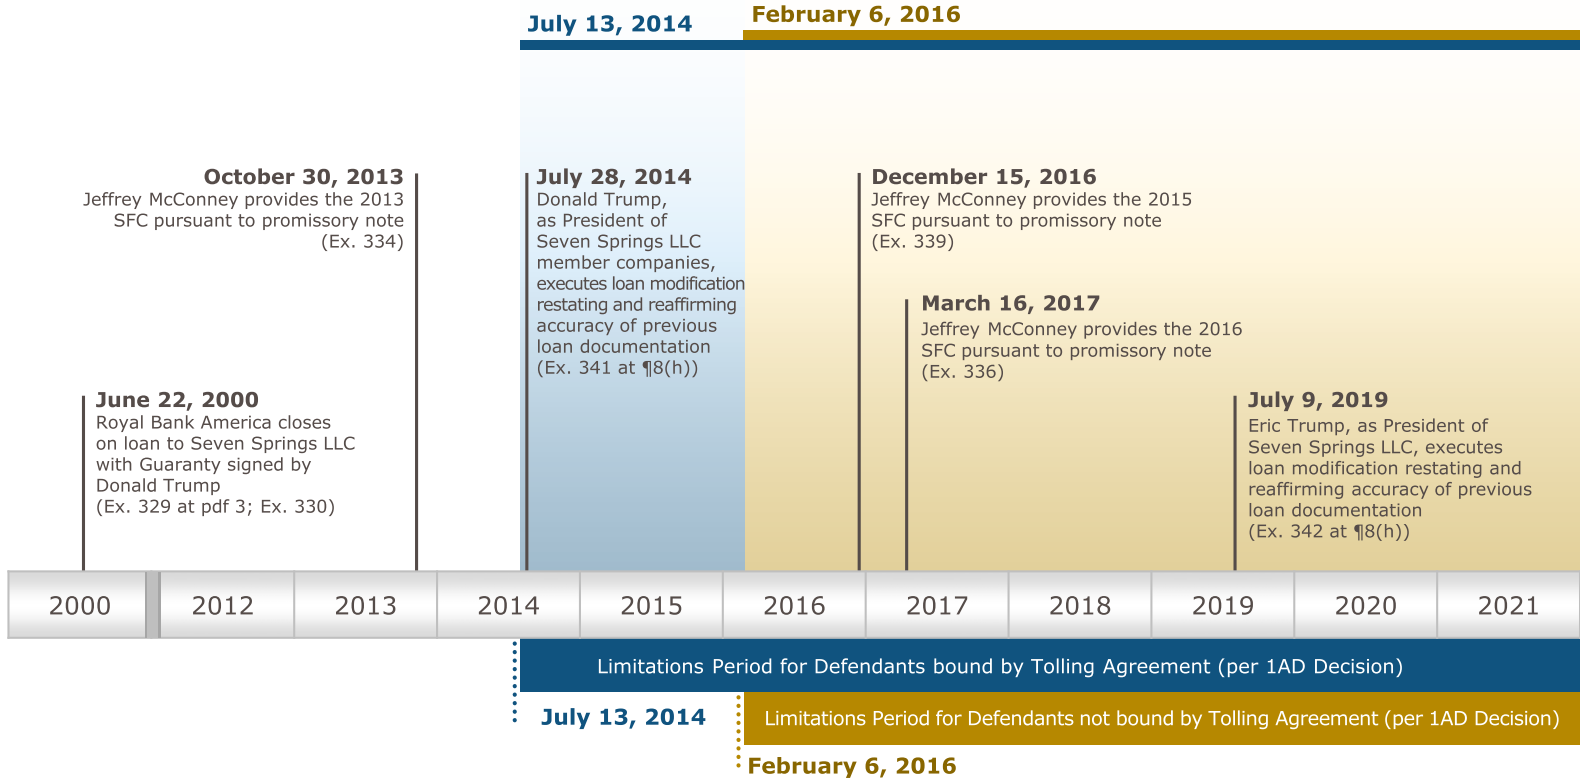 July 13, 2014
February 6, 2016
October 30, 2013
Jeffrey McConney provides the 2013
SFC pursuant to promissory note
(Ex. 334)
July 28, 2014
Donald Trump,
as President of
Seven Springs LLC
member companies,
executes loan modification
restating and reaffirming
accuracy of previous
loan documentation
(Ex. 341 at ¶8(h))
December 15, 2016
Jeffrey McConney provides the 2015
SFC pursuant to promissory note
(Ex. 339)
March 16, 2017
Jeffrey McConney provides the 2016
SFC pursuant to promissory note
(Ex. 336)
June 22, 2000
Royal Bank America closes
on loan to Seven Springs LLC
with Guaranty signed by
Donald Trump
(Ex. 329 at pdf 3; Ex. 330)
July 9, 2019
Eric Trump, as President of
Seven Springs LLC, executes
loan modification restating and
reaffirming accuracy of previous
loan documentation
(Ex. 342 at ¶8(h))
2000 2012 2013 2014 2015 2016 2017 2018 2019 2020 2021
Limitations Period for Defendants bound by Tolling Agreement (per 1AD Decision)
July 13, 2014
Limitations Period for Defendants not bound by Tolling Agreement (per 1AD Decision)
February 6, 2016